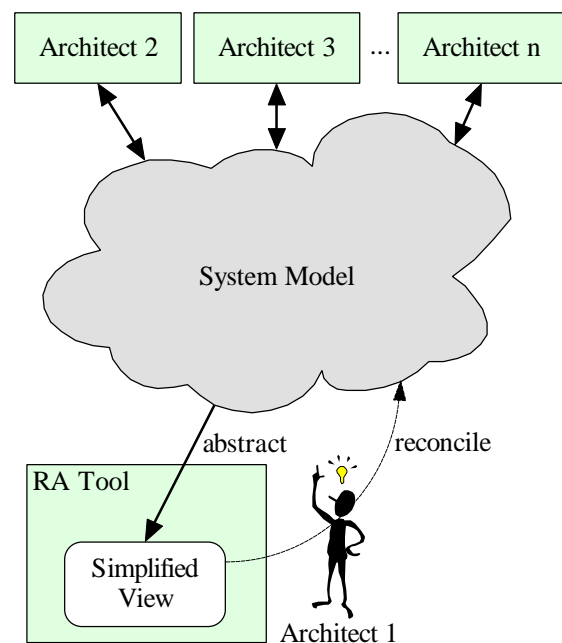 Architect 2
Architect 3
...
Architect n
System Model
abstract
reconcile
RA Tool
Simplified
View
Architect 1